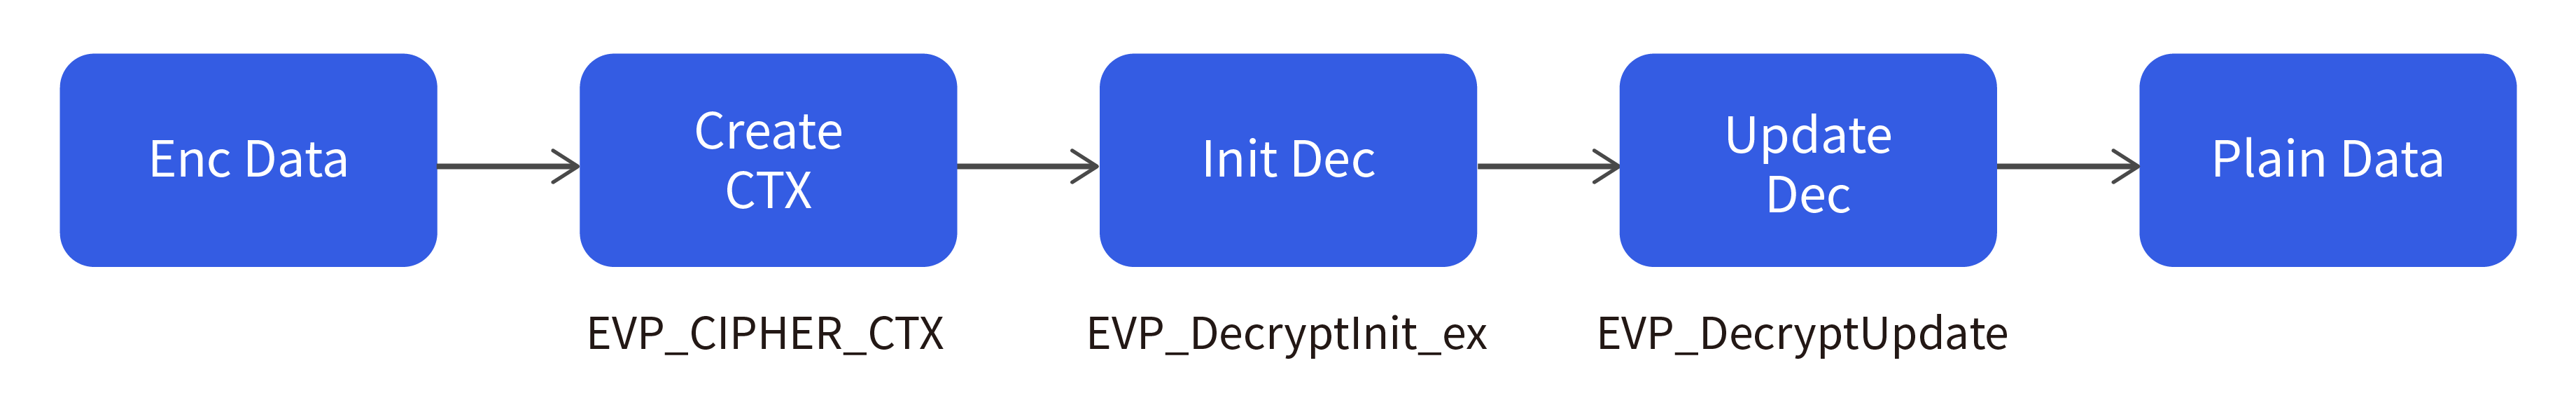 Enc Data
Create
CTX
Init Dec
Update
Dec
Plain Data
EVP_CIPHER_CTX
EVP_DecryptInit_ex
EVP_DecryptUpdate